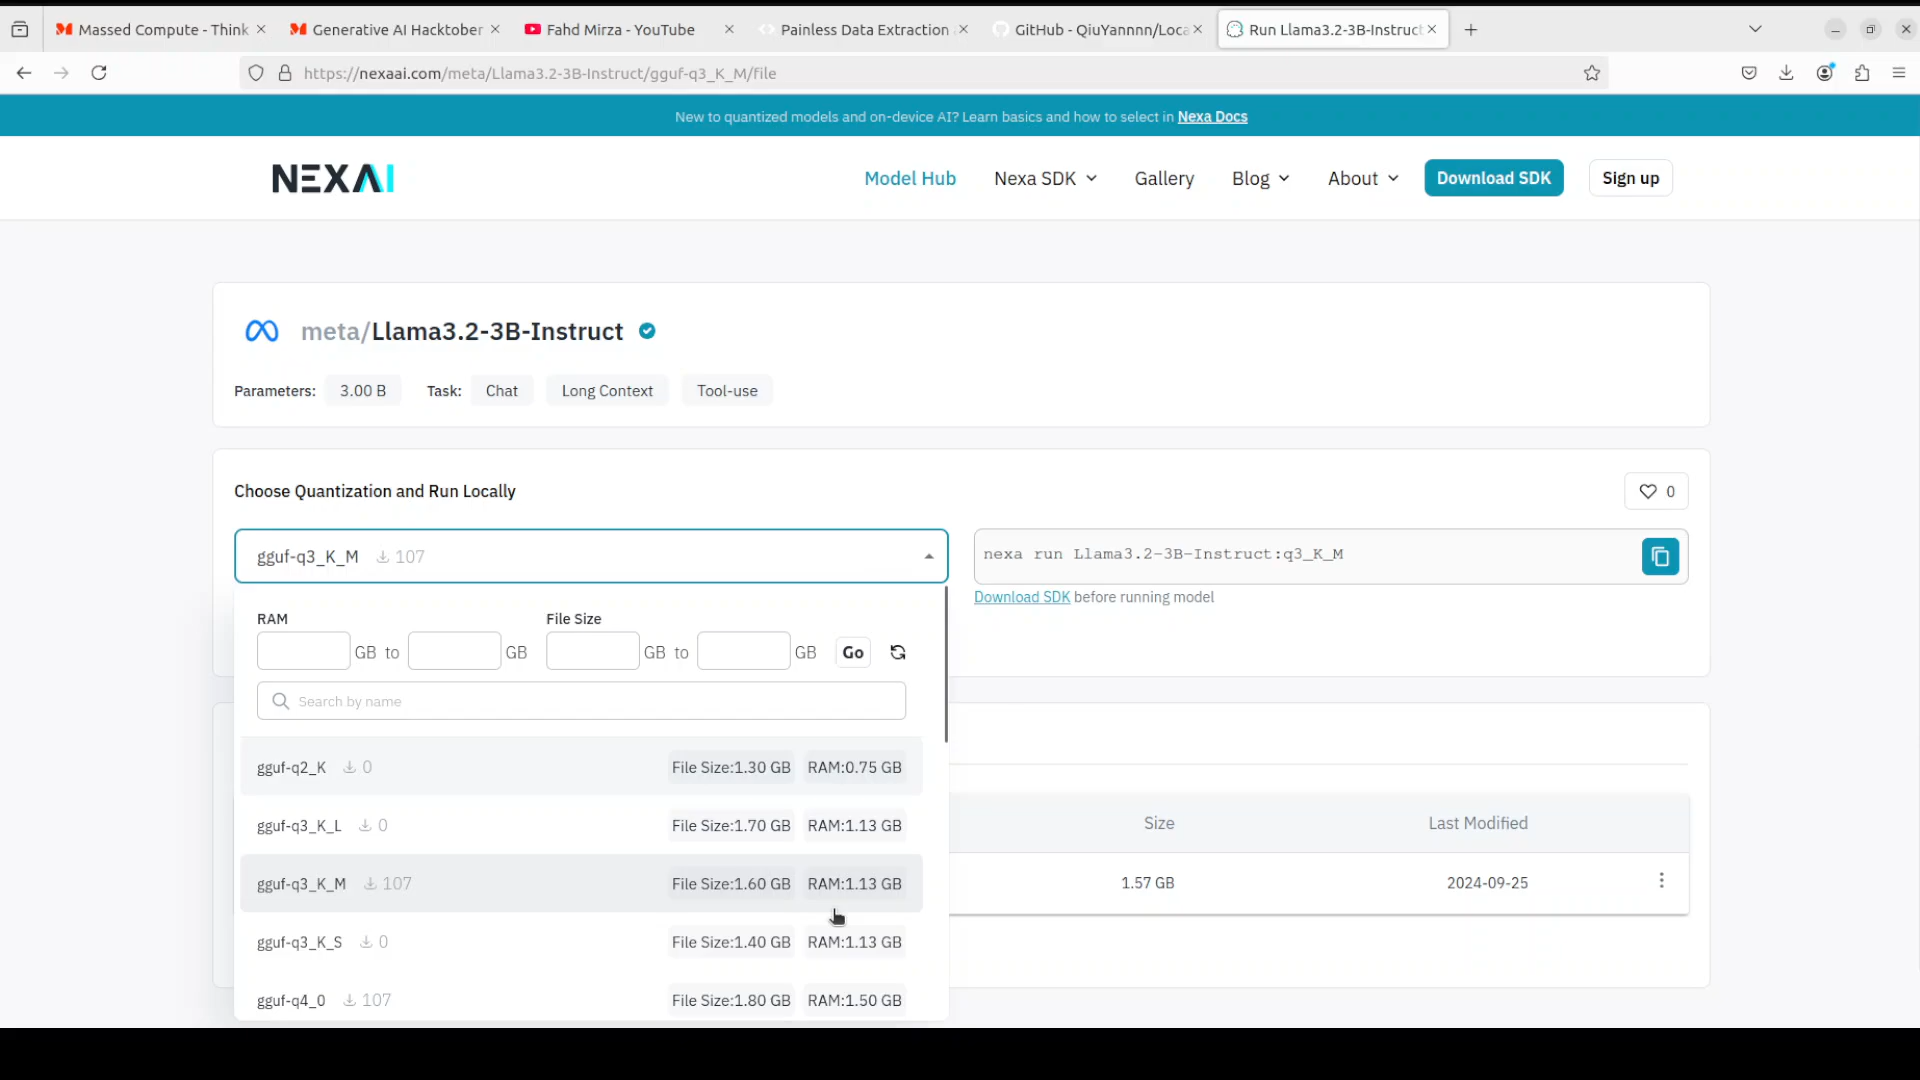 Massed Compute - Think
Generative AI Hacktober
Fahd Mirza - YouTube
Painless Data Extraction
GitHub - QiuYannnn/Loca
Run Llama3.2-3B-Instruct
https://nexaai.com/meta/Llama3.2-3B-Instruct/gguf-q3_K_M/file
New to quantized models and on-device AI? Learn basics and how to select in Nexa Docs
NEXAI
Model Hub
Nexa SDK
Gallery
Blog
About
Download SDK
Sign up
meta/Llama3.2-3B-Instruct
Parameters: 3.00 B Task: Chat Long Context Tool-use
Choose Quantization and Run Locally
0
gguf-q3_K_M 107
nexa run Llama3.2-3B-Instruct:q3_K_M
Download SDK before running model
RAM File Size
GB to GB GB to GB Go
Search by name
gguf-q2_K 0 File Size:1.30 GB RAM:0.75 GB
gguf-q3_K_L 0 File Size:1.70 GB RAM:1.13 GB
gguf-q3_K_M 107 File Size:1.60 GB RAM:1.13 GB
gguf-q3_K_S 0 File Size:1.40 GB RAM:1.13 GB
gguf-q4_0 107 File Size:1.80 GB RAM:1.50 GB
Size Last Modified
1.57 GB 2024-09-25